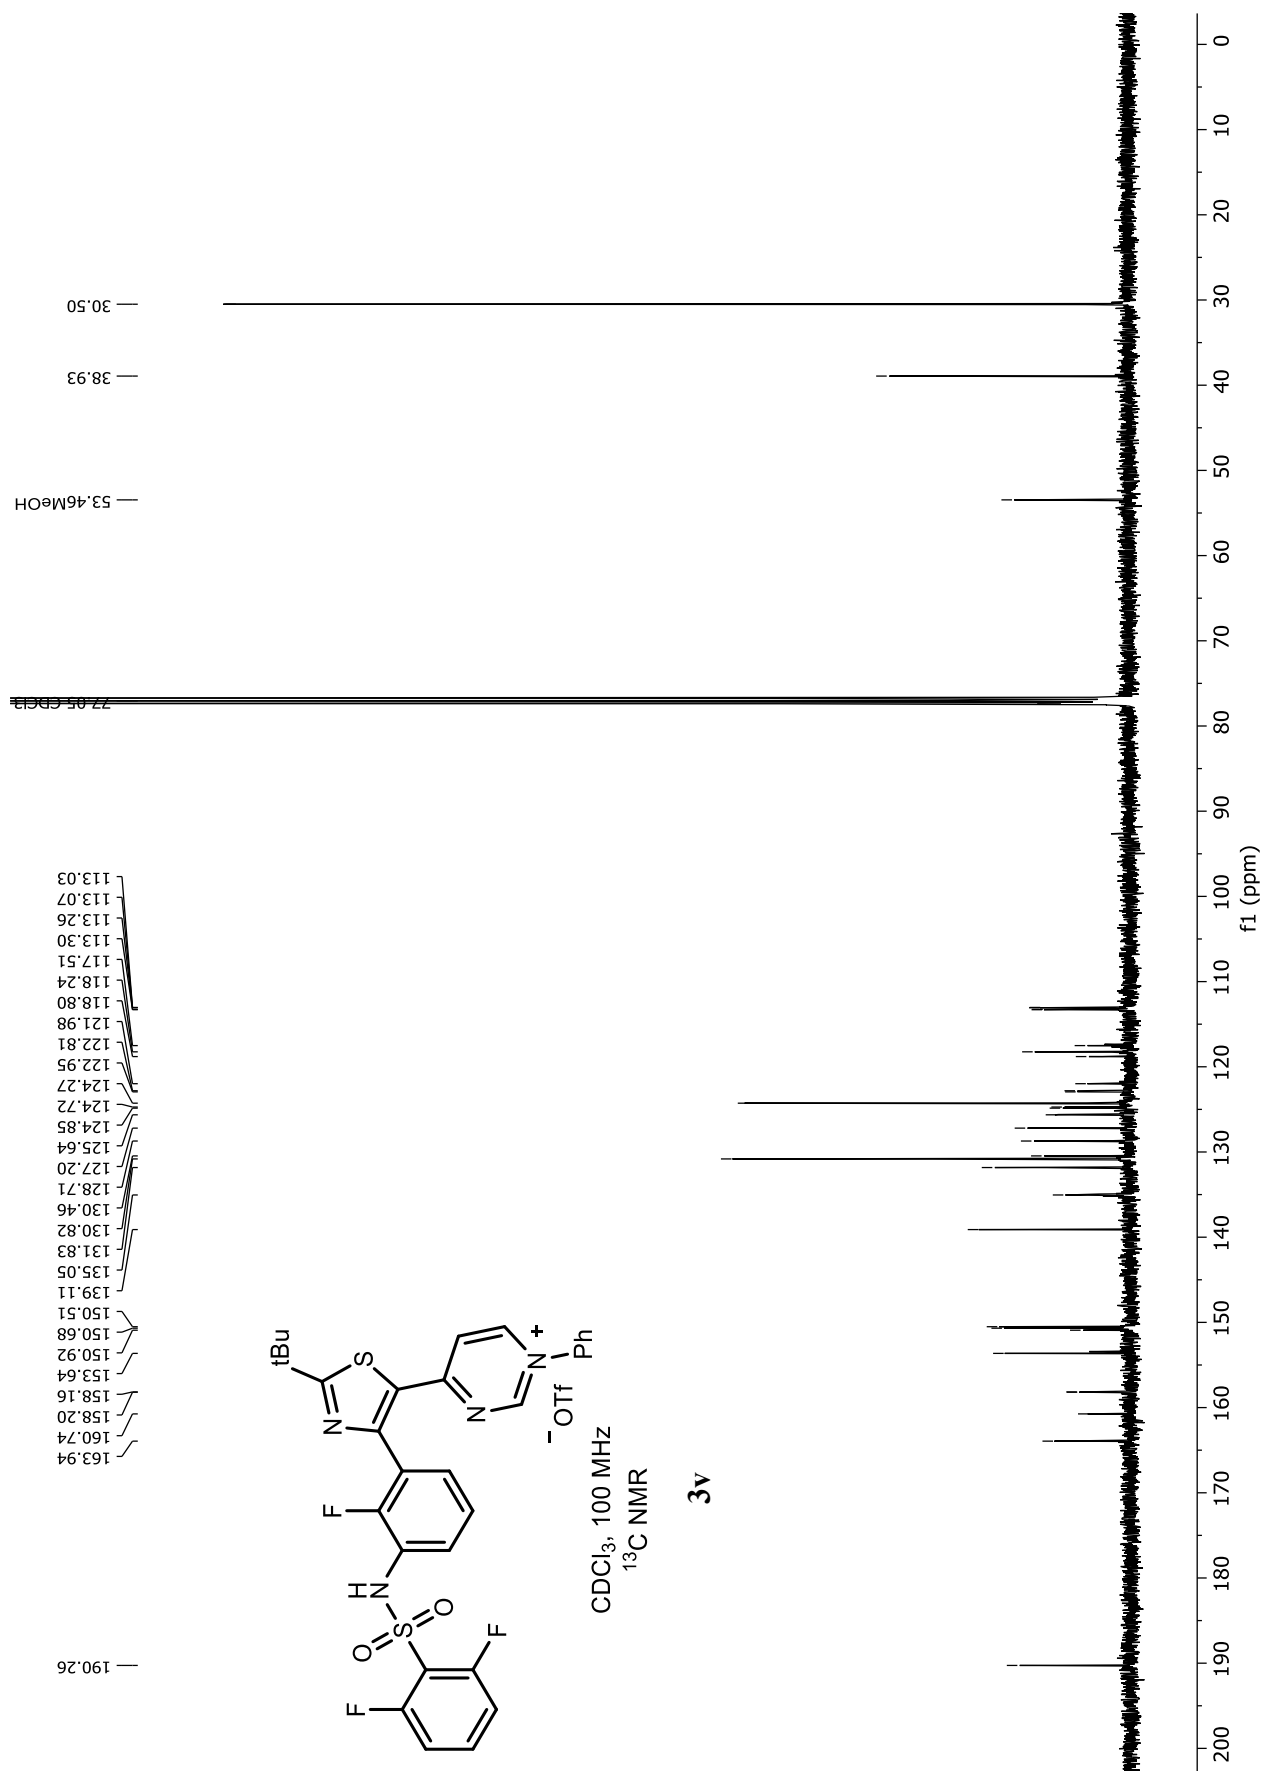 30.50
38.93
53.46MeOH
77.05 CDCl3
113.03
113.07
113.26
113.30
117.51
118.24
118.80
121.98
122.81
122.95
124.27
124.72
124.85
125.64
127.20
128.71
130.46
130.82
131.83
135.05
139.11
150.51
150.68
150.92
153.64
158.16
158.20
160.74
163.94
190.26
tBu
S
N
N
N
+
Ph
-
OTf
F
H
N
O
S
O
F
F
CDCl₃, 100 MHz
¹³C NMR
3v
0
10
20
30
40
50
60
70
80
90
100
110
120
130
140
150
160
170
180
190
200
f1 (ppm)